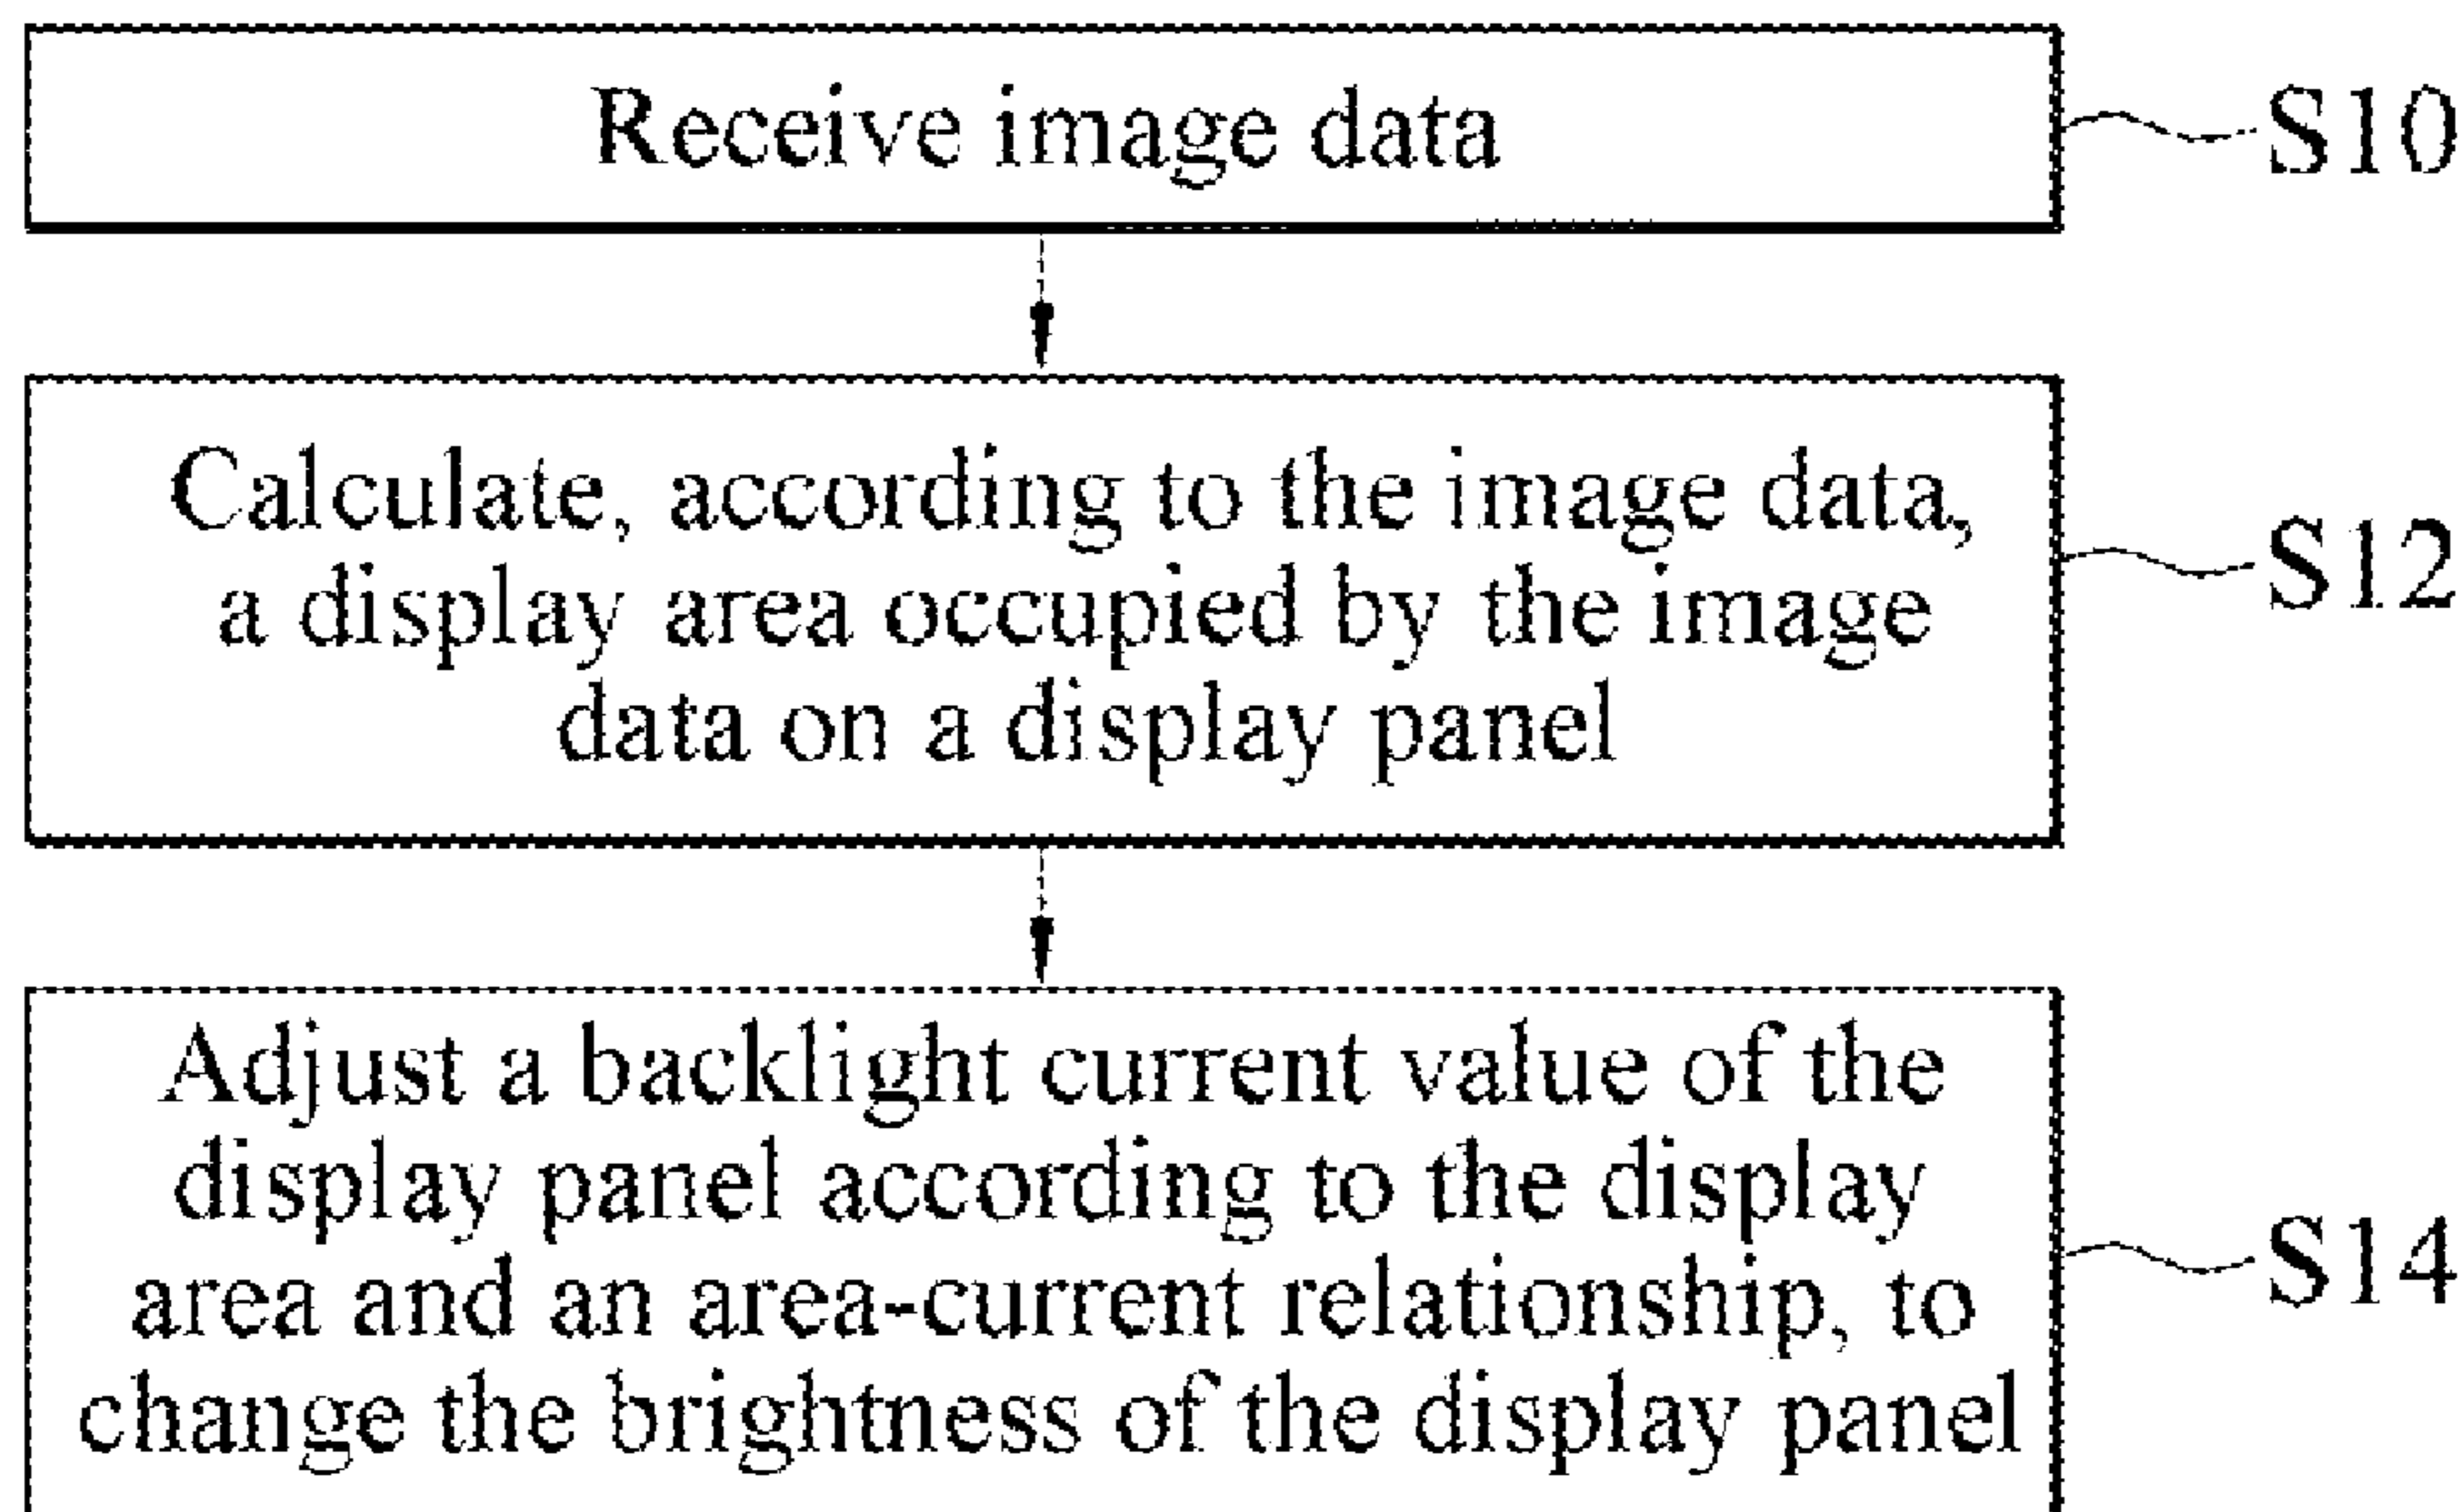 Receive image data
S10
Calculate, according to the image data,
a display area occupied by the image
data on a display panel
S12
Adjust a backlight current value of the
display panel according to the display
area and an area-current relationship, to
change the brightness of the display panel
S14